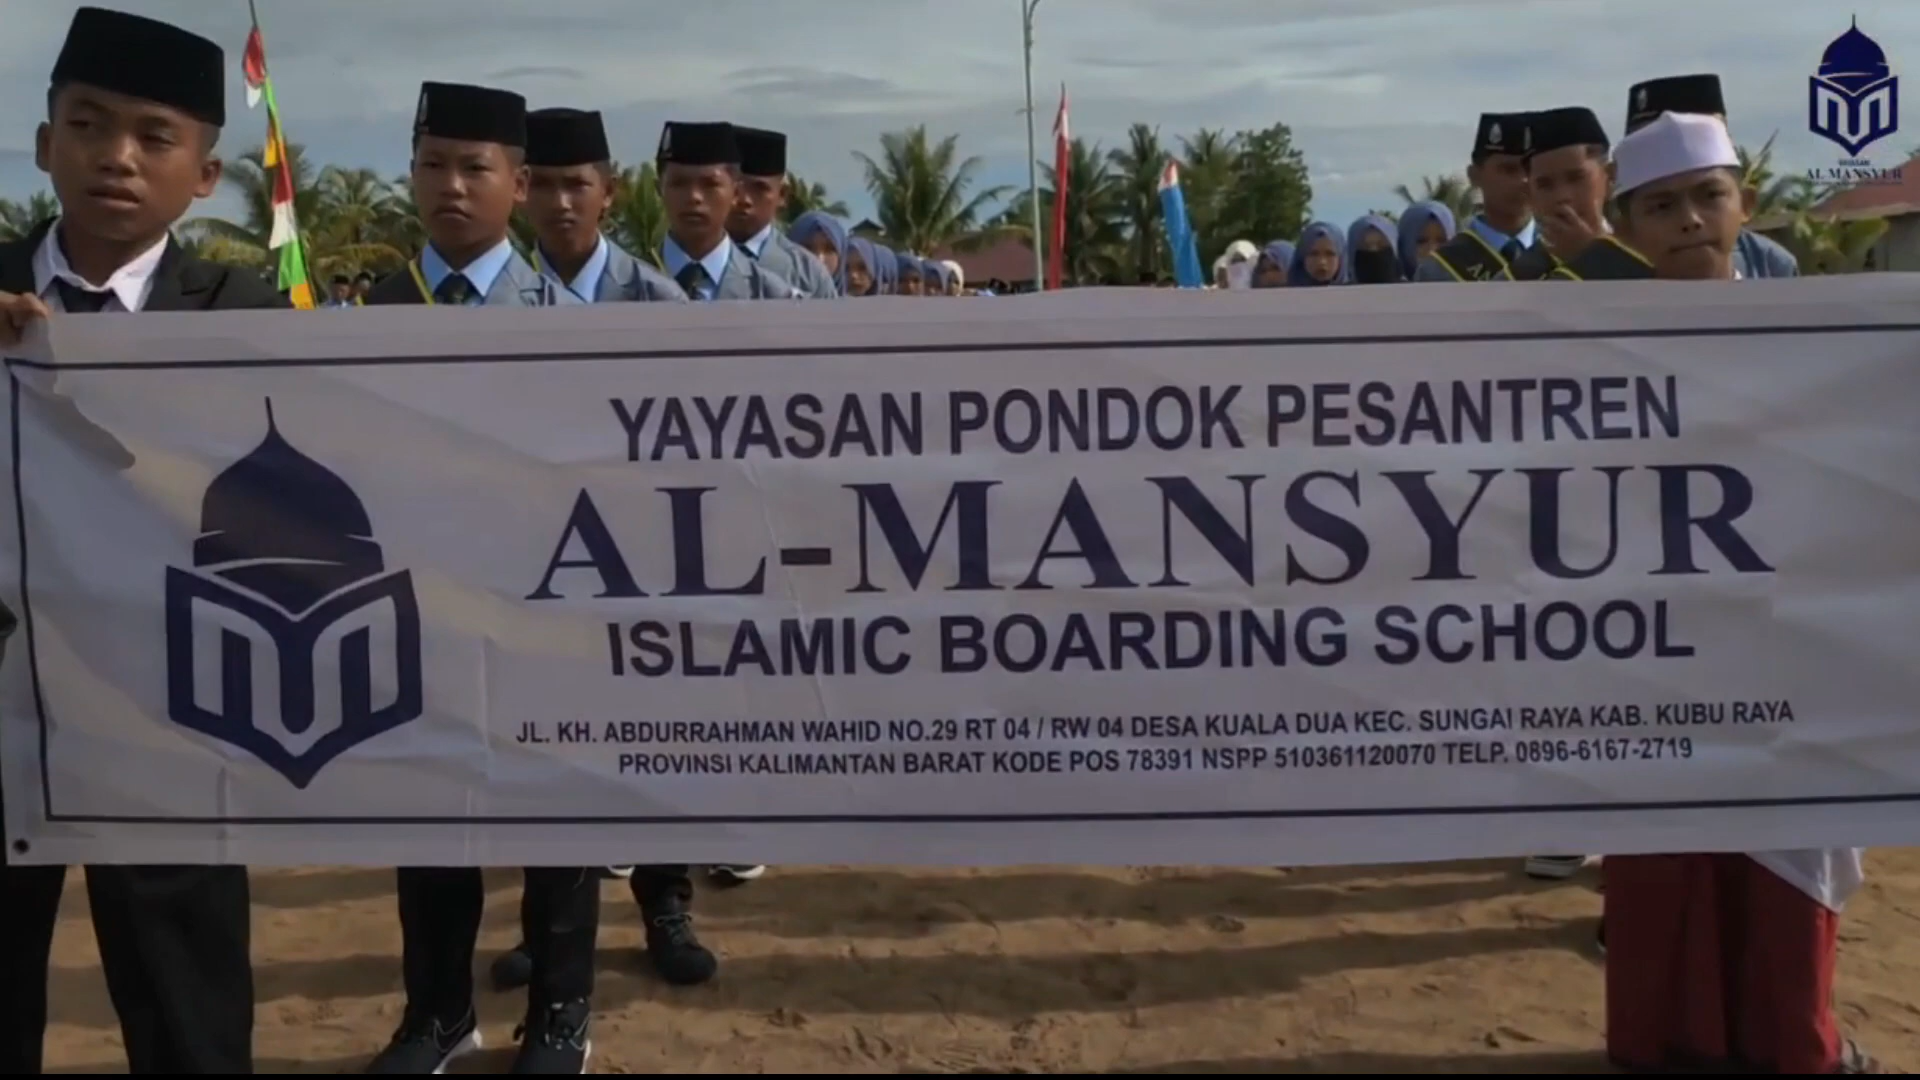 YAYASAN
AL MANSYUR
YAYASAN PONDOK PESANTREN
AL-MANSYUR
ISLAMIC BOARDING SCHOOL
JL. KH. ABDURRAHMAN WAHID NO.29 RT 04 / RW 04 DESA KUALA DUA KEC. SUNGAI RAYA KAB. KUBU RAYA
PROVINSI KALIMANTAN BARAT KODE POS 78391 NSPP 510361120070 TELP. 0896-6167-2719